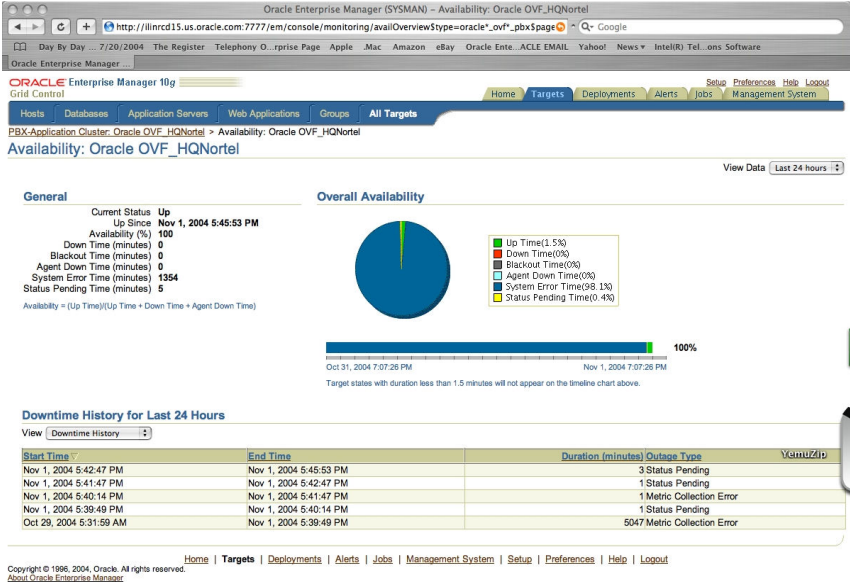 Oracle Enterprise Manager (SYSMAN) – Availability: Oracle OVF_HQNortel
http://ilinrcd15.us.oracle.com:7777/em/console/monitoring/availOverview$type=oracle*_ovf*_pbx$page
Google
Day By Day ... 7/20/2004 The Register Telephony O...rprise Page Apple .Mac Amazon eBay Oracle Ente...ACLE EMAIL Yahoo! News Intel(R) Tel...ons Software
Oracle Enterprise Manager ...
ORACLE Enterprise Manager 10g
Grid Control
Setup Preferences Help Logout
Home Targets Deployments Alerts Jobs Management System
Hosts Databases Application Servers Web Applications Groups All Targets
PBX-Application Cluster: Oracle OVF_HQNortel > Availability: Oracle OVF_HQNortel
Availability: Oracle OVF_HQNortel
View Data Last 24 hours
General
Current Status Up
Up Since Nov 1, 2004 5:45:53 PM
Availability (%) 100
Down Time (minutes) 0
Blackout Time (minutes) 0
Agent Down Time (minutes) 0
System Error Time (minutes) 1354
Status Pending Time (minutes) 5
Availability = (Up Time)/(Up Time + Down Time + Agent Down Time)
Overall Availability
Up Time(1.5%)
Down Time(0%)
Blackout Time(0%)
Agent Down Time(0%)
System Error Time(98.1%)
Status Pending Time(0.4%)
100%
Oct 31, 2004 7:07:26 PM Nov 1, 2004 7:07:26 PM
Target states with duration less than 1.5 minutes will not appear on the timeline chart above.
Downtime History for Last 24 Hours
View Downtime History
Start Time End Time Duration (minutes) Outage Type
YemuZip
Nov 1, 2004 5:42:47 PM Nov 1, 2004 5:45:53 PM 3 Status Pending
Nov 1, 2004 5:41:47 PM Nov 1, 2004 5:42:47 PM 1 Status Pending
Nov 1, 2004 5:40:14 PM Nov 1, 2004 5:41:47 PM 1 Metric Collection Error
Nov 1, 2004 5:39:49 PM Nov 1, 2004 5:40:14 PM 1 Status Pending
Oct 29, 2004 5:31:59 AM Nov 1, 2004 5:39:49 PM 5047 Metric Collection Error
Home | Targets | Deployments | Alerts | Jobs | Management System | Setup | Preferences | Help | Logout
Copyright © 1996, 2004, Oracle. All rights reserved.
About Oracle Enterprise Manager